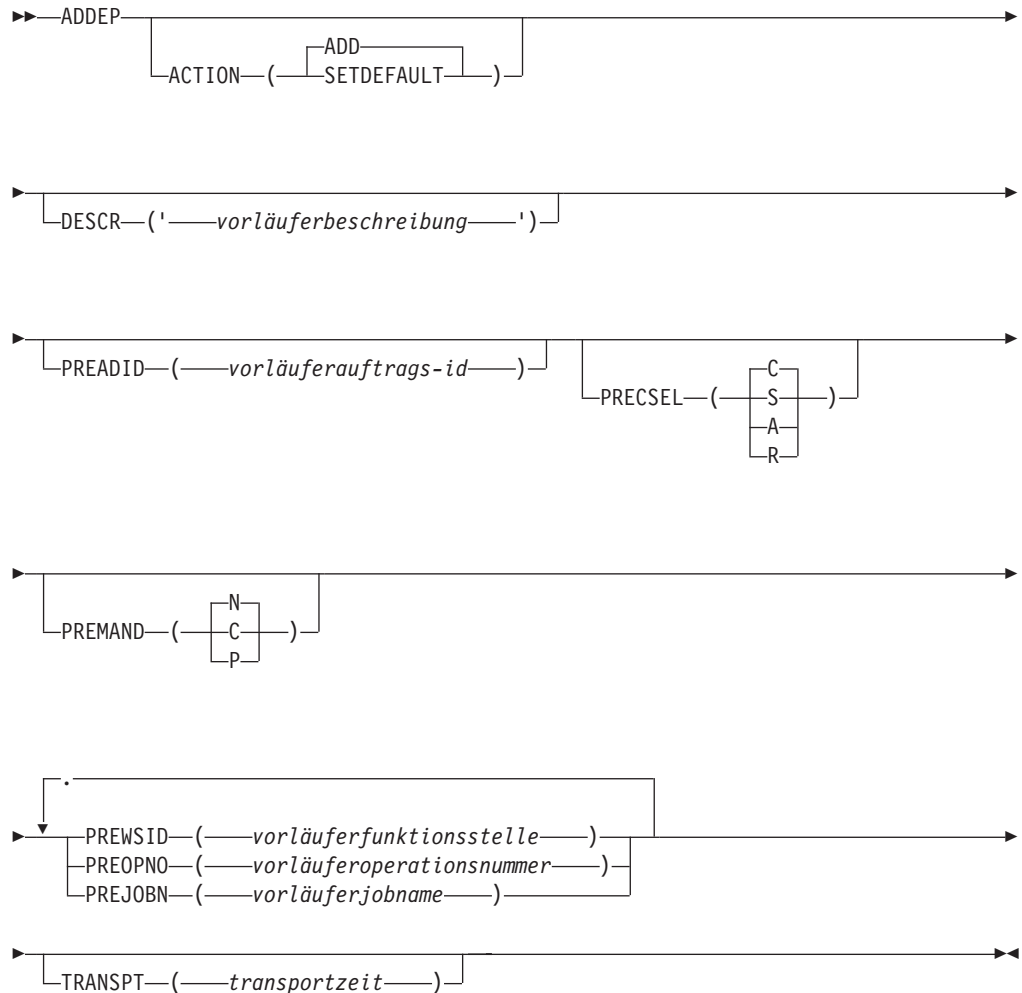 ADDEP
ADD
ACTION ( SETDEFAULT )
DESCR (' vorläuferbeschreibung ')
PREADID ( vorläuferauftrags-id )
C
PRECSEL ( S )
A
R
N
PREMAND ( C )
P
.
PREWSID ( vorläuferfunktionsstelle )
PREOPNO ( vorläuferoperationsnummer )
PREJOBN ( vorläuferjobname )
TRANSPT ( transportzeit )